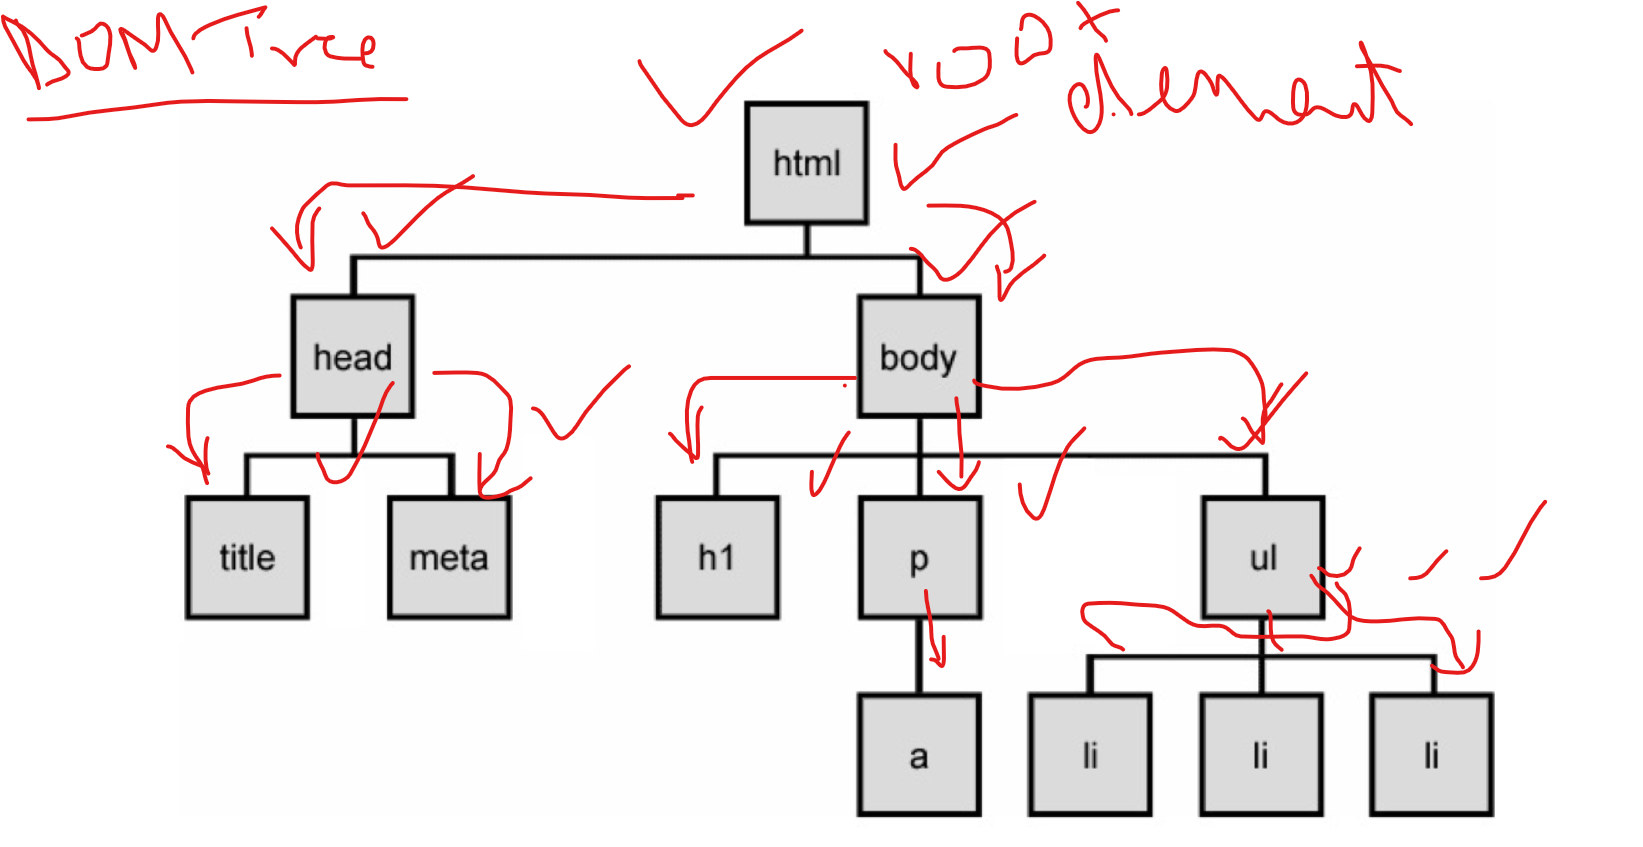 DOM Tree
root
element
html
head
body
title
meta
h1
p
ul
a
li
li
li